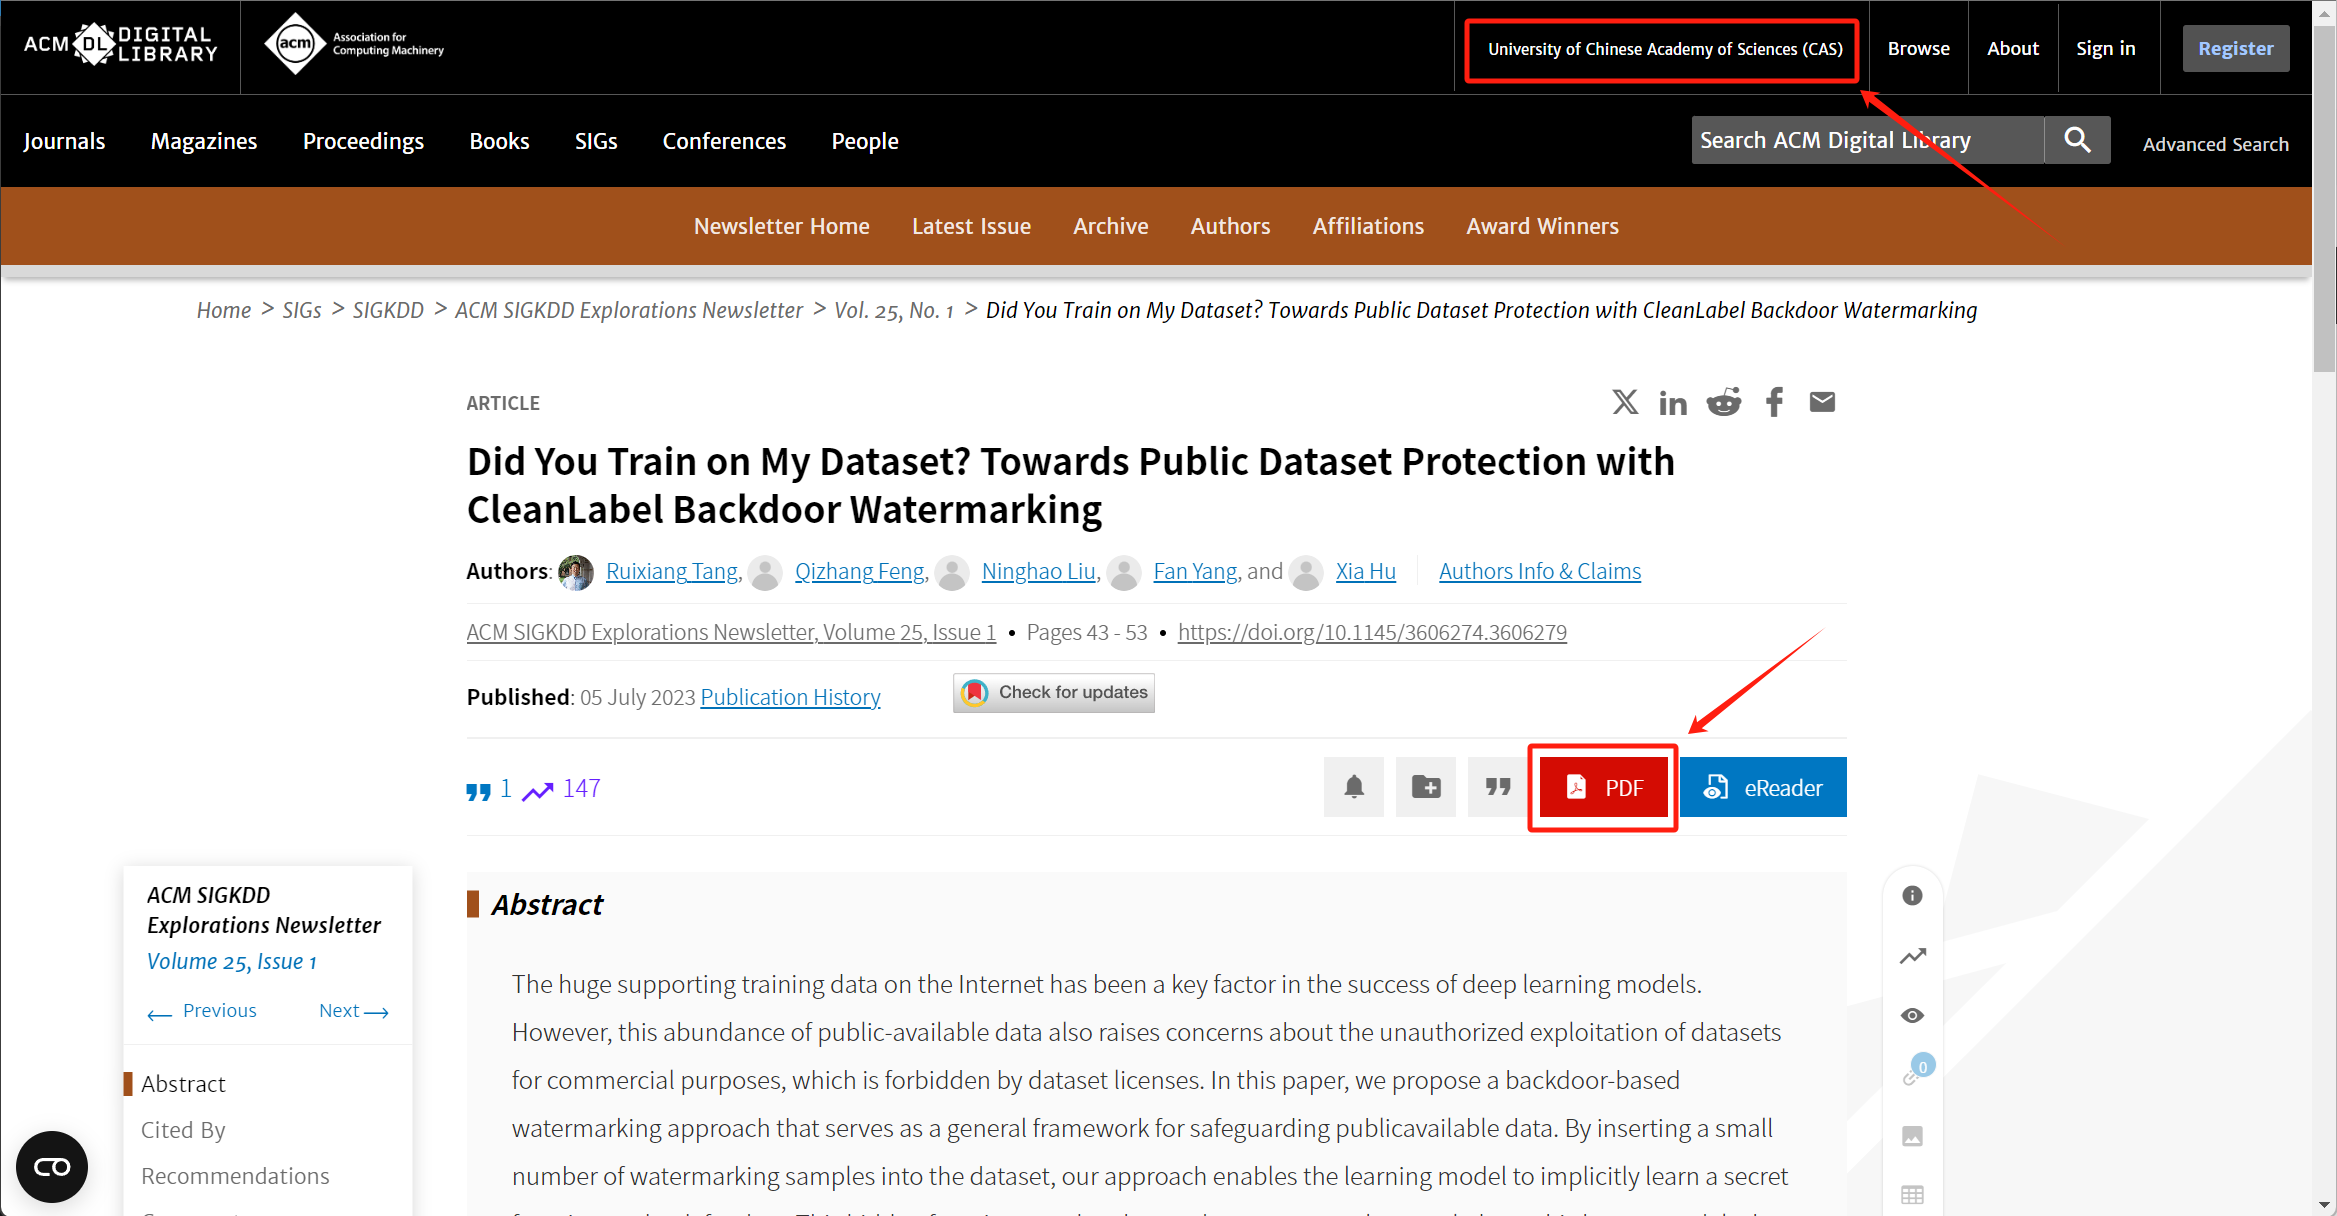 ACM DL DIGITAL LIBRARY
acm Association for Computing Machinery
University of Chinese Academy of Sciences (CAS)
Browse
About
Sign in
Register
Journals
Magazines
Proceedings
Books
SIGs
Conferences
People
Search ACM Digital Library
Advanced Search
Newsletter Home
Latest Issue
Archive
Authors
Affiliations
Award Winners
Home > SIGs > SIGKDD > ACM SIGKDD Explorations Newsletter > Vol. 25, No. 1 > Did You Train on My Dataset? Towards Public Dataset Protection with CleanLabel Backdoor Watermarking
ARTICLE
Did You Train on My Dataset? Towards Public Dataset Protection with
CleanLabel Backdoor Watermarking
Authors: Ruixiang Tang, Qizhang Feng, Ninghao Liu, Fan Yang, and Xia Hu Authors Info & Claims
ACM SIGKDD Explorations Newsletter, Volume 25, Issue 1 • Pages 43 - 53 • https://doi.org/10.1145/3606274.3606279
Published: 05 July 2023 Publication History
Check for updates
1 147
PDF
eReader
ACM SIGKDD
Explorations Newsletter
Volume 25, Issue 1
Previous
Next
Abstract
Cited By
Recommendations
Abstract
The huge supporting training data on the Internet has been a key factor in the success of deep learning models.
However, this abundance of public-available data also raises concerns about the unauthorized exploitation of datasets
for commercial purposes, which is forbidden by dataset licenses. In this paper, we propose a backdoor-based
watermarking approach that serves as a general framework for safeguarding publicavailable data. By inserting a small
number of watermarking samples into the dataset, our approach enables the learning model to implicitly learn a secret
0